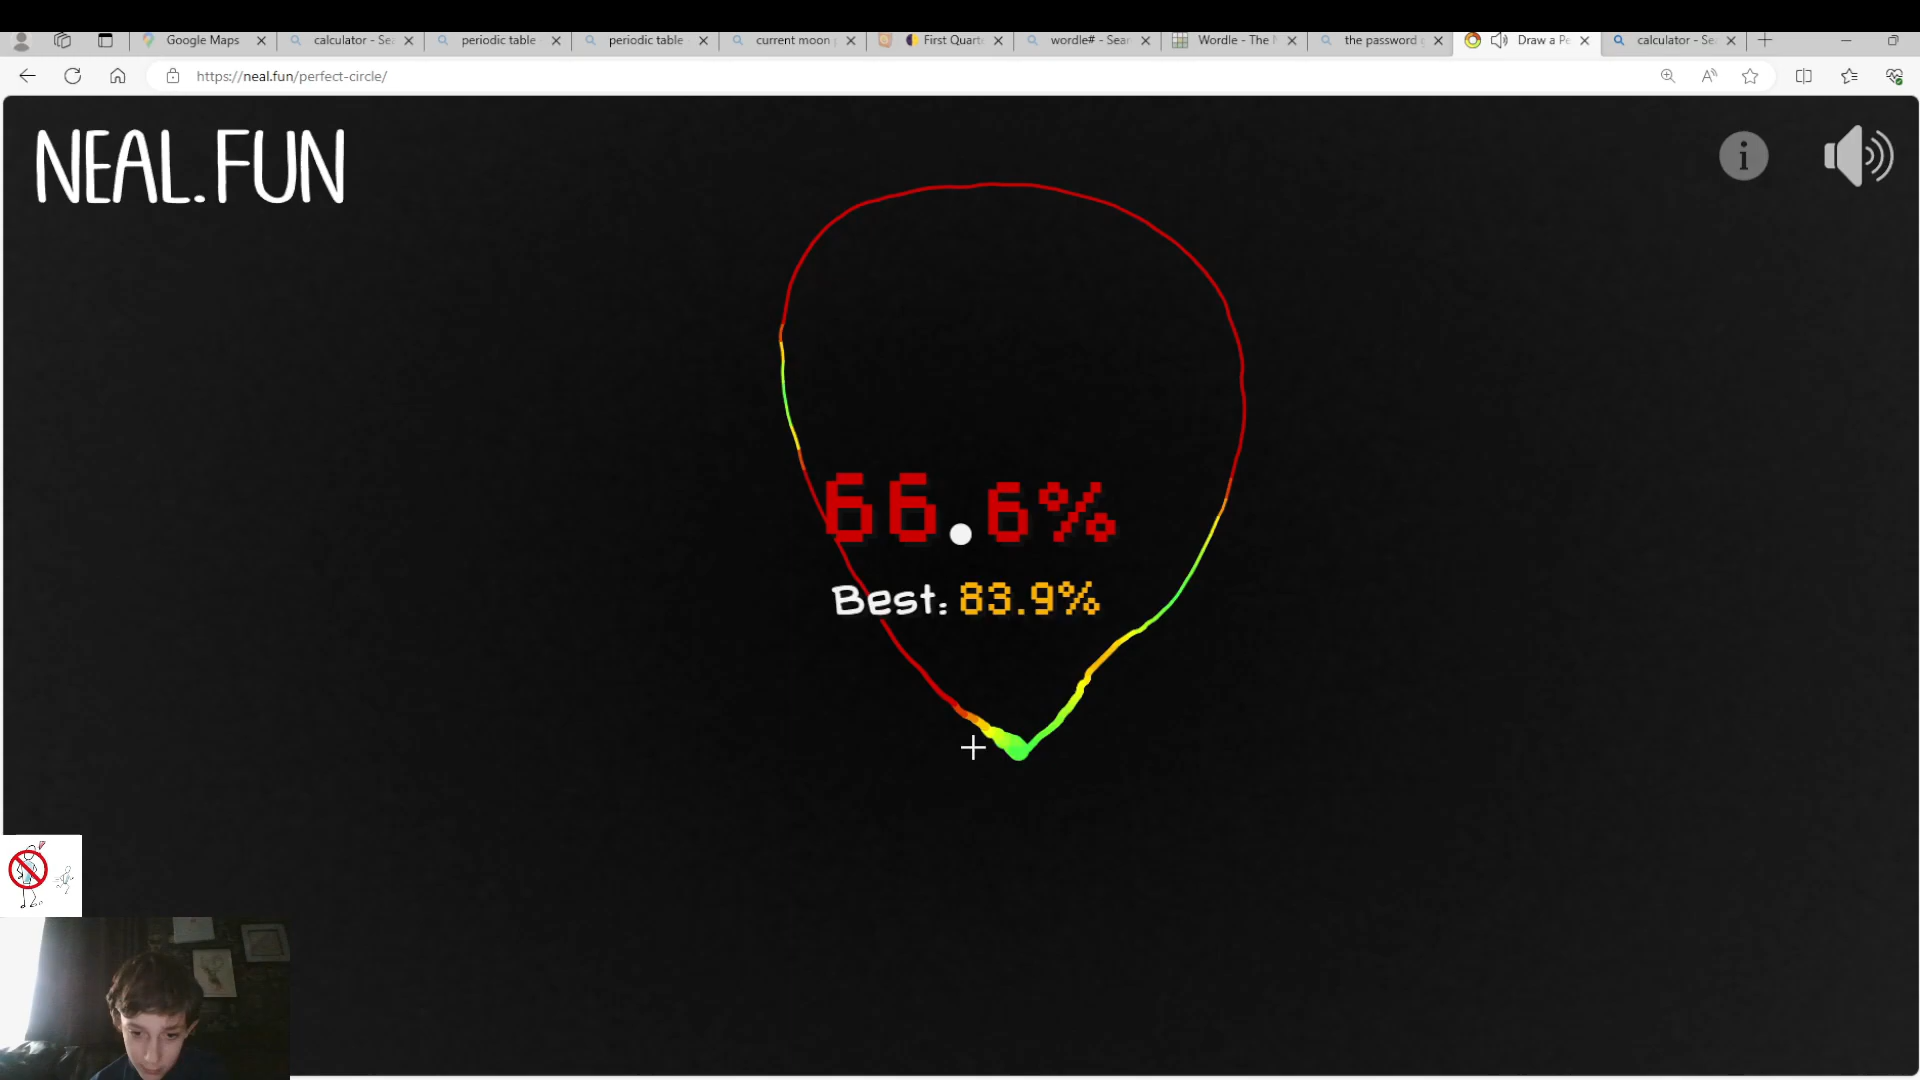 Google Maps
calculator - Sea
periodic table
periodic table
current moon p
First Quart
wordle# - Sear
Wordle - The N
the password g
Draw a Pe
calculator - Se
https://neal.fun/perfect-circle/
NEAL.FUN
66.6%
Best: 83.9%